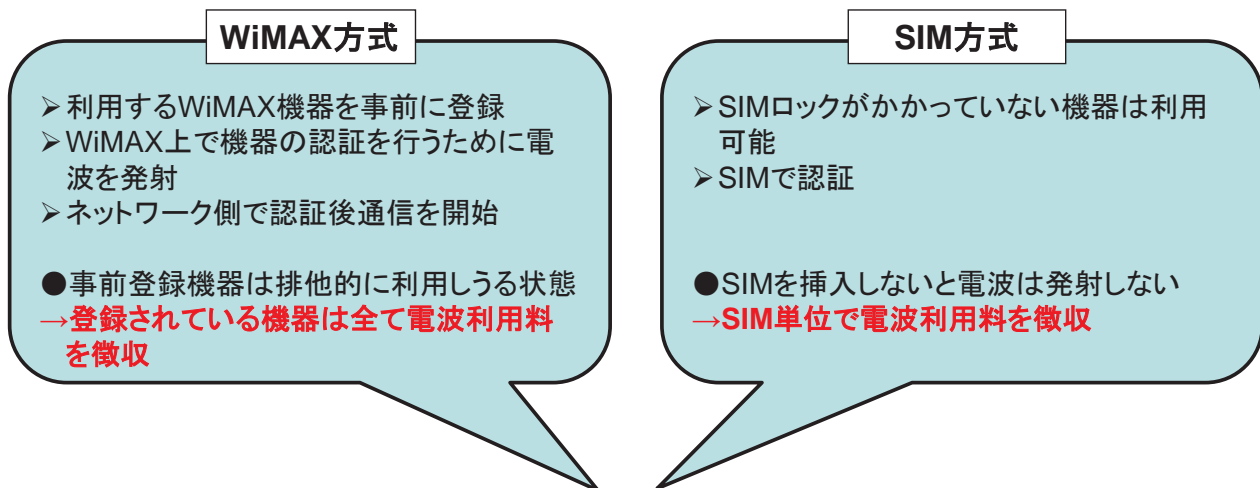 WiMAX方式
➢利用するWiMAX機器を事前に登録
➢WiMAX上で機器の認証を行うために電
波を発射
➢ネットワーク側で認証後通信を開始
●事前登録機器は排他的に利用しうる状態
→登録されている機器は全て電波利用料
を徴収
SIM方式
➢SIMロックがかかっていない機器は利用
可能
➢SIMで認証
●SIMを挿入しないと電波は発射しない
→SIM単位で電波利用料を徴収